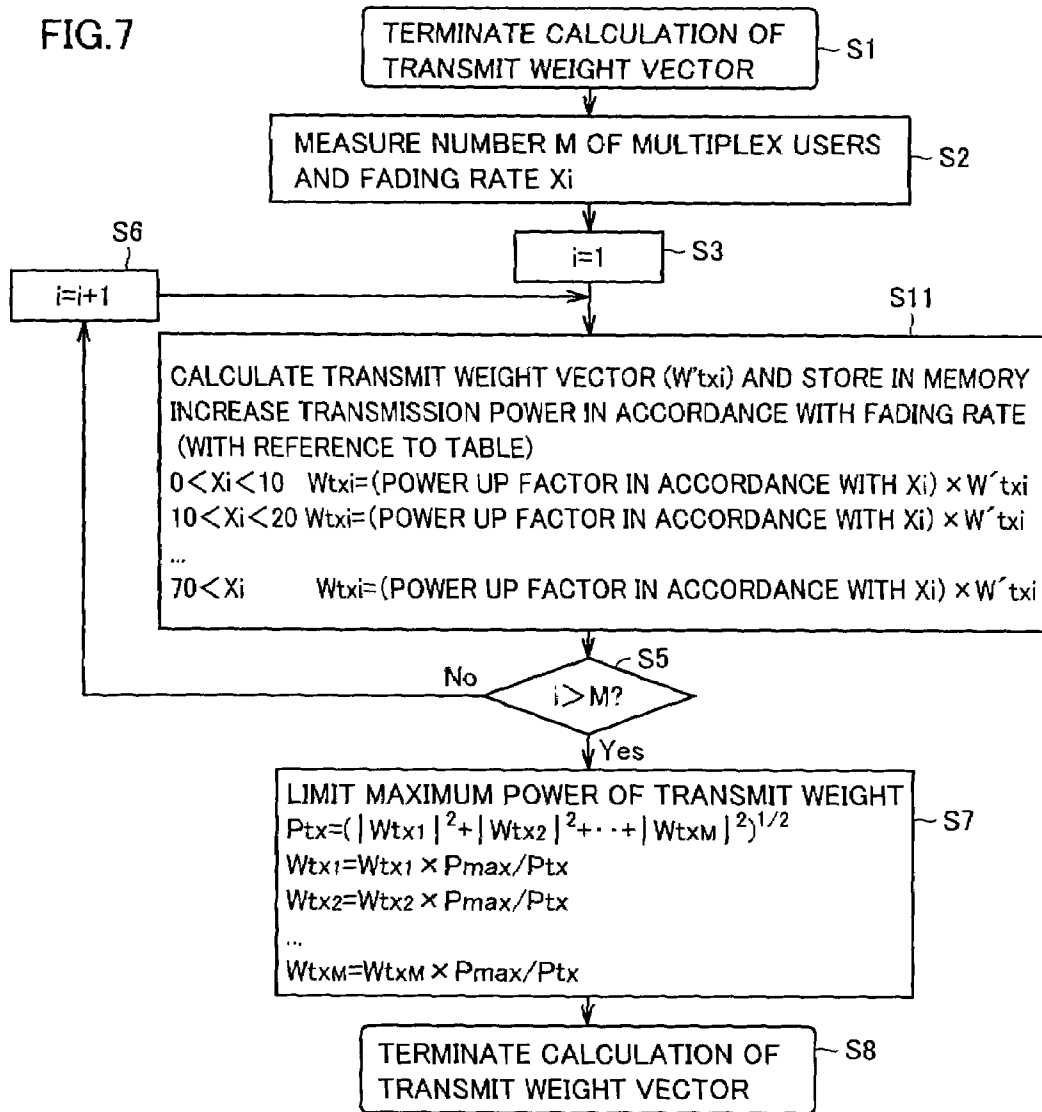 FIG.7
TERMINATE CALCULATION OF
TRANSMIT WEIGHT VECTOR
S1
MEASURE NUMBER M OF MULTIPLEX USERS
AND FADING RATE Xi
S2
i=1
S3
S6
i=i+1
S11
CALCULATE TRANSMIT WEIGHT VECTOR (W'txi) AND STORE IN MEMORY
INCREASE TRANSMISSION POWER IN ACCORDANCE WITH FADING RATE
(WITH REFERENCE TO TABLE)
0<Xi<10 Wtxi=(POWER UP FACTOR IN ACCORDANCE WITH Xi)×W´txi
10<Xi<20 Wtxi=(POWER UP FACTOR IN ACCORDANCE WITH Xi)×W´txi
...
70<Xi Wtxi=(POWER UP FACTOR IN ACCORDANCE WITH Xi)×W´txi
S5
No
i>M?
Yes
LIMIT MAXIMUM POWER OF TRANSMIT WEIGHT
Ptx=(|Wtx1|²+|Wtx2|²+··+|WtxM|²)^1/2
Wtx1=Wtx1×Pmax/Ptx
Wtx2=Wtx2×Pmax/Ptx
...
WtxM=WtxM×Pmax/Ptx
S7
TERMINATE CALCULATION OF
TRANSMIT WEIGHT VECTOR
S8